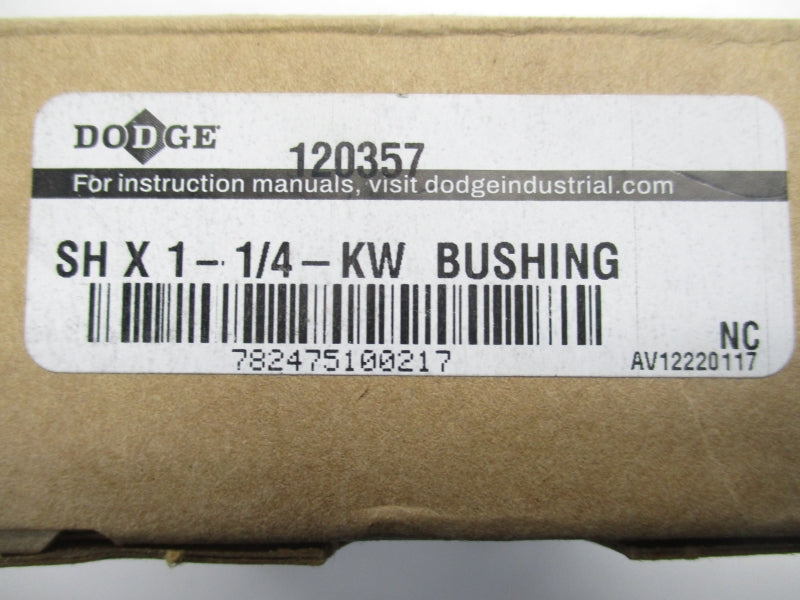 DODGE
120357
For instruction manuals, visit dodgeindustrial.com
SH X 1-1/4-KW BUSHING
782475100217
NC
AV12220117